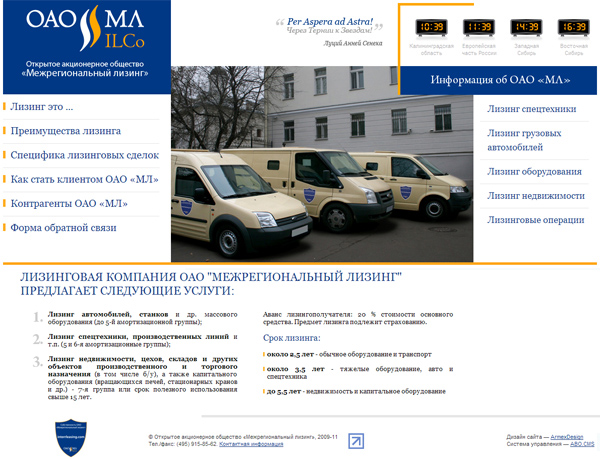 ОАО МЛ
ILCo
Открытое акционерное общество
«Межрегиональный лизинг»
“ Per Aspera ad Astra!
Через Тернии к Звездам! ”
Луций Анней Сенека
10:39 11:39 14:39 15:39
Калининградская область
Европейская часть России
Западная Сибирь
Восточная Сибирь
Информация об ОАО «МЛ»
Лизинг это ...
Преимущества лизинга
Специфика лизинговых сделок
Как стать клиентом ОАО «МЛ»
Контрагенты ОАО «МЛ»
Форма обратной связи
Лизинг спецтехники
Лизинг грузовых
автомобилей
Лизинг оборудования
Лизинг недвижимости
Лизинговые операции
ЛИЗИНГОВАЯ КОМПАНИЯ ОАО "МЕЖРЕГИОНАЛЬНЫЙ ЛИЗИНГ"
ПРЕДЛАГАЕТ СЛЕДУЮЩИЕ УСЛУГИ:
1. Лизинг автомобилей, станков и др. массового
оборудования (до 5-й амортизационной группы);
2. Лизинг спецтехники, производственных линий и
т.п. (5 и 6-я амортизационные группы);
3. Лизинг недвижимости, цехов, складов и других
объектов производственного и торгового
назначения (в том числе б/у), а также капитального
оборудования (вращающихся печей, стационарных кранов
и др.) - 7-я группа или срок полезного использования
свыше 15 лет.
Аванс лизингополучателя: 20 % стоимости основного
средства. Предмет лизинга подлежит страхованию.
Срок лизинга:
около 2,5 лет - обычное оборудование и транспорт
около 3,5 лет - тяжелые оборудование, авто и
спецтехника
до 5,5 лет - недвижимость и капитальное оборудование
© Открытое акционерное общество «Межрегиональный лизинг», 2009-11
Тел./факс: (495) 915-65-62. Контактная информация
Дизайн сайта — ArnexDesign
Система управления — ABO.CMS